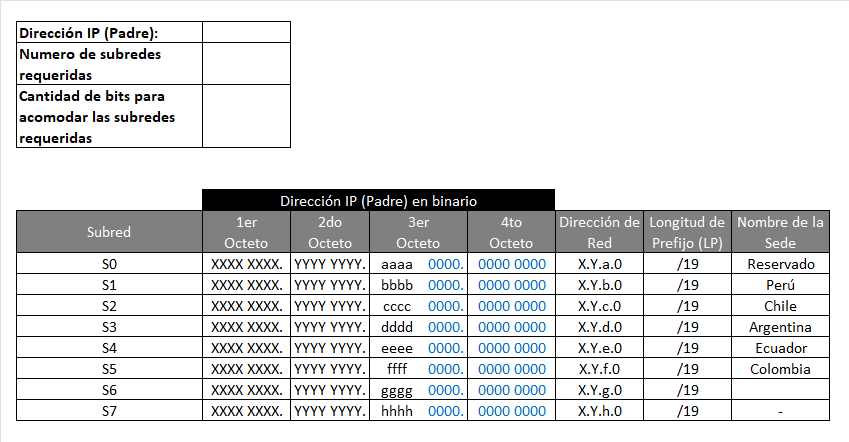 Dirección IP (Padre):
Numero de subredes
requeridas
Cantidad de bits para
acomodar las subredes
requeridas
Dirección IP (Padre) en binario
Subred 1er Octeto 2do Octeto 3er Octeto 4to Octeto Dirección de Red Longitud de Prefijo (LP) Nombre de la Sede
S0 XXXX XXXX. YYYY YYYY. aaaa 0000. 0000 0000 X.Y.a.0 /19 Reservado
S1 XXXX XXXX. YYYY YYYY. bbbb 0000. 0000 0000 X.Y.b.0 /19 Perú
S2 XXXX XXXX. YYYY YYYY. cccc 0000. 0000 0000 X.Y.c.0 /19 Chile
S3 XXXX XXXX. YYYY YYYY. dddd 0000. 0000 0000 X.Y.d.0 /19 Argentina
S4 XXXX XXXX. YYYY YYYY. eeee 0000. 0000 0000 X.Y.e.0 /19 Ecuador
S5 XXXX XXXX. YYYY YYYY. ffff 0000. 0000 0000 X.Y.f.0 /19 Colombia
S6 XXXX XXXX. YYYY YYYY. gggg 0000. 0000 0000 X.Y.g.0 /19
S7 XXXX XXXX. YYYY YYYY. hhhh 0000. 0000 0000 X.Y.h.0 /19 -